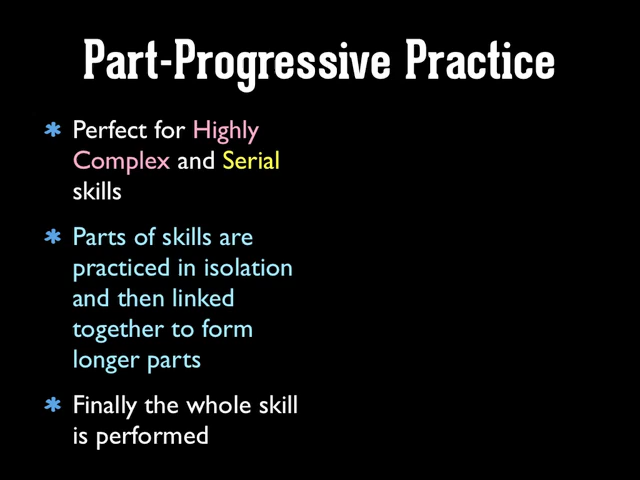 Part-Progressive Practice
* Perfect for Highly
Complex and Serial
skills
* Parts of skills are
practiced in isolation
and then linked
together to form
longer parts
* Finally the whole skill
is performed